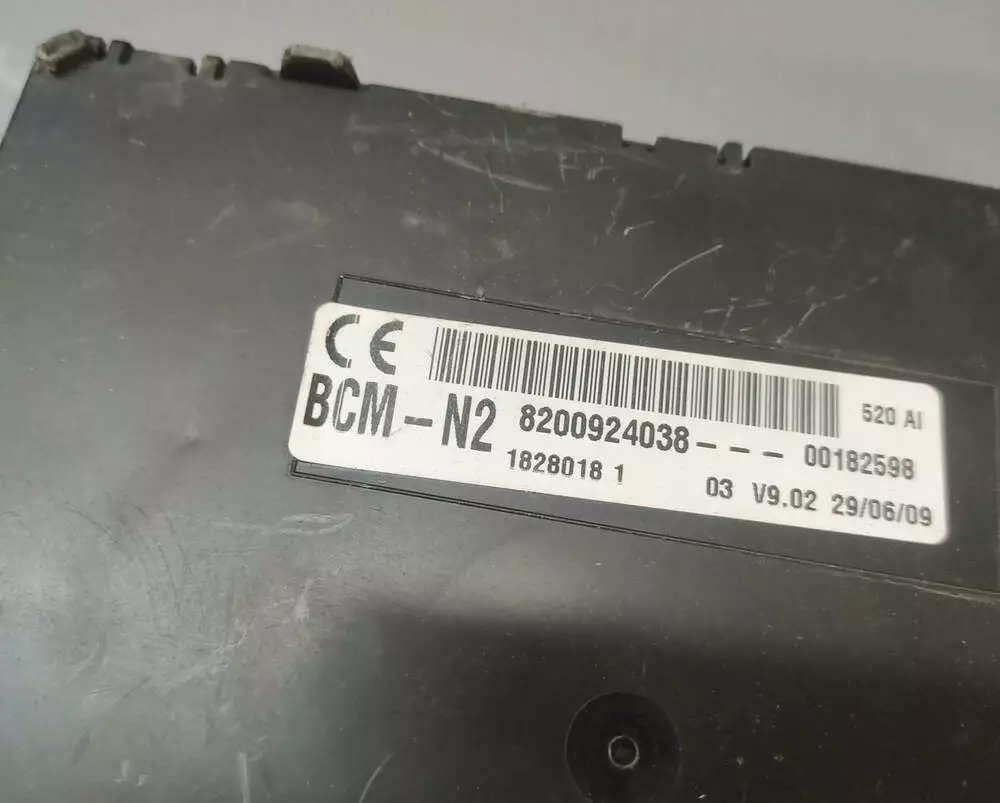 CE
520 AI
BCM-N2 8200924038--- 00182598
1828018 1 03 V9.02 29/06/09